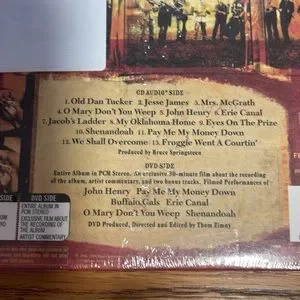 CD AUDIO* SIDE
1. Old Dan Tucker 2. Jesse James 3. Mrs. McGrath
4. O Mary Don't You Weep 5. John Henry 6. Erie Canal
7. Jacob's Ladder 8. My Oklahoma Home 9. Eyes On The Prize
10. Shenandoah 11. Pay Me My Money Down
12. We Shall Overcome 13. Froggie Went A Courtin'
Produced by Bruce Springsteen
DVD SIDE
Entire Album in PCM Stereo. An exclusive 30-minute film about the recording
of the album, artist commentary, and two bonus tracks. Filmed Performances of
John Henry Pay Me My Money Down
Buffalo Gals Erie Canal
O Mary Don't You Weep Shenandoah
DVD Produced, Directed and Edited by Thom Zimny
SIDE
DVD SIDE
ENTIRE ALBUM IN
PCM STEREO
EXCLUSIVE FILM ABOUT
THE RECORDING OF
THE ALBUM
ARTIST COMMENTARY